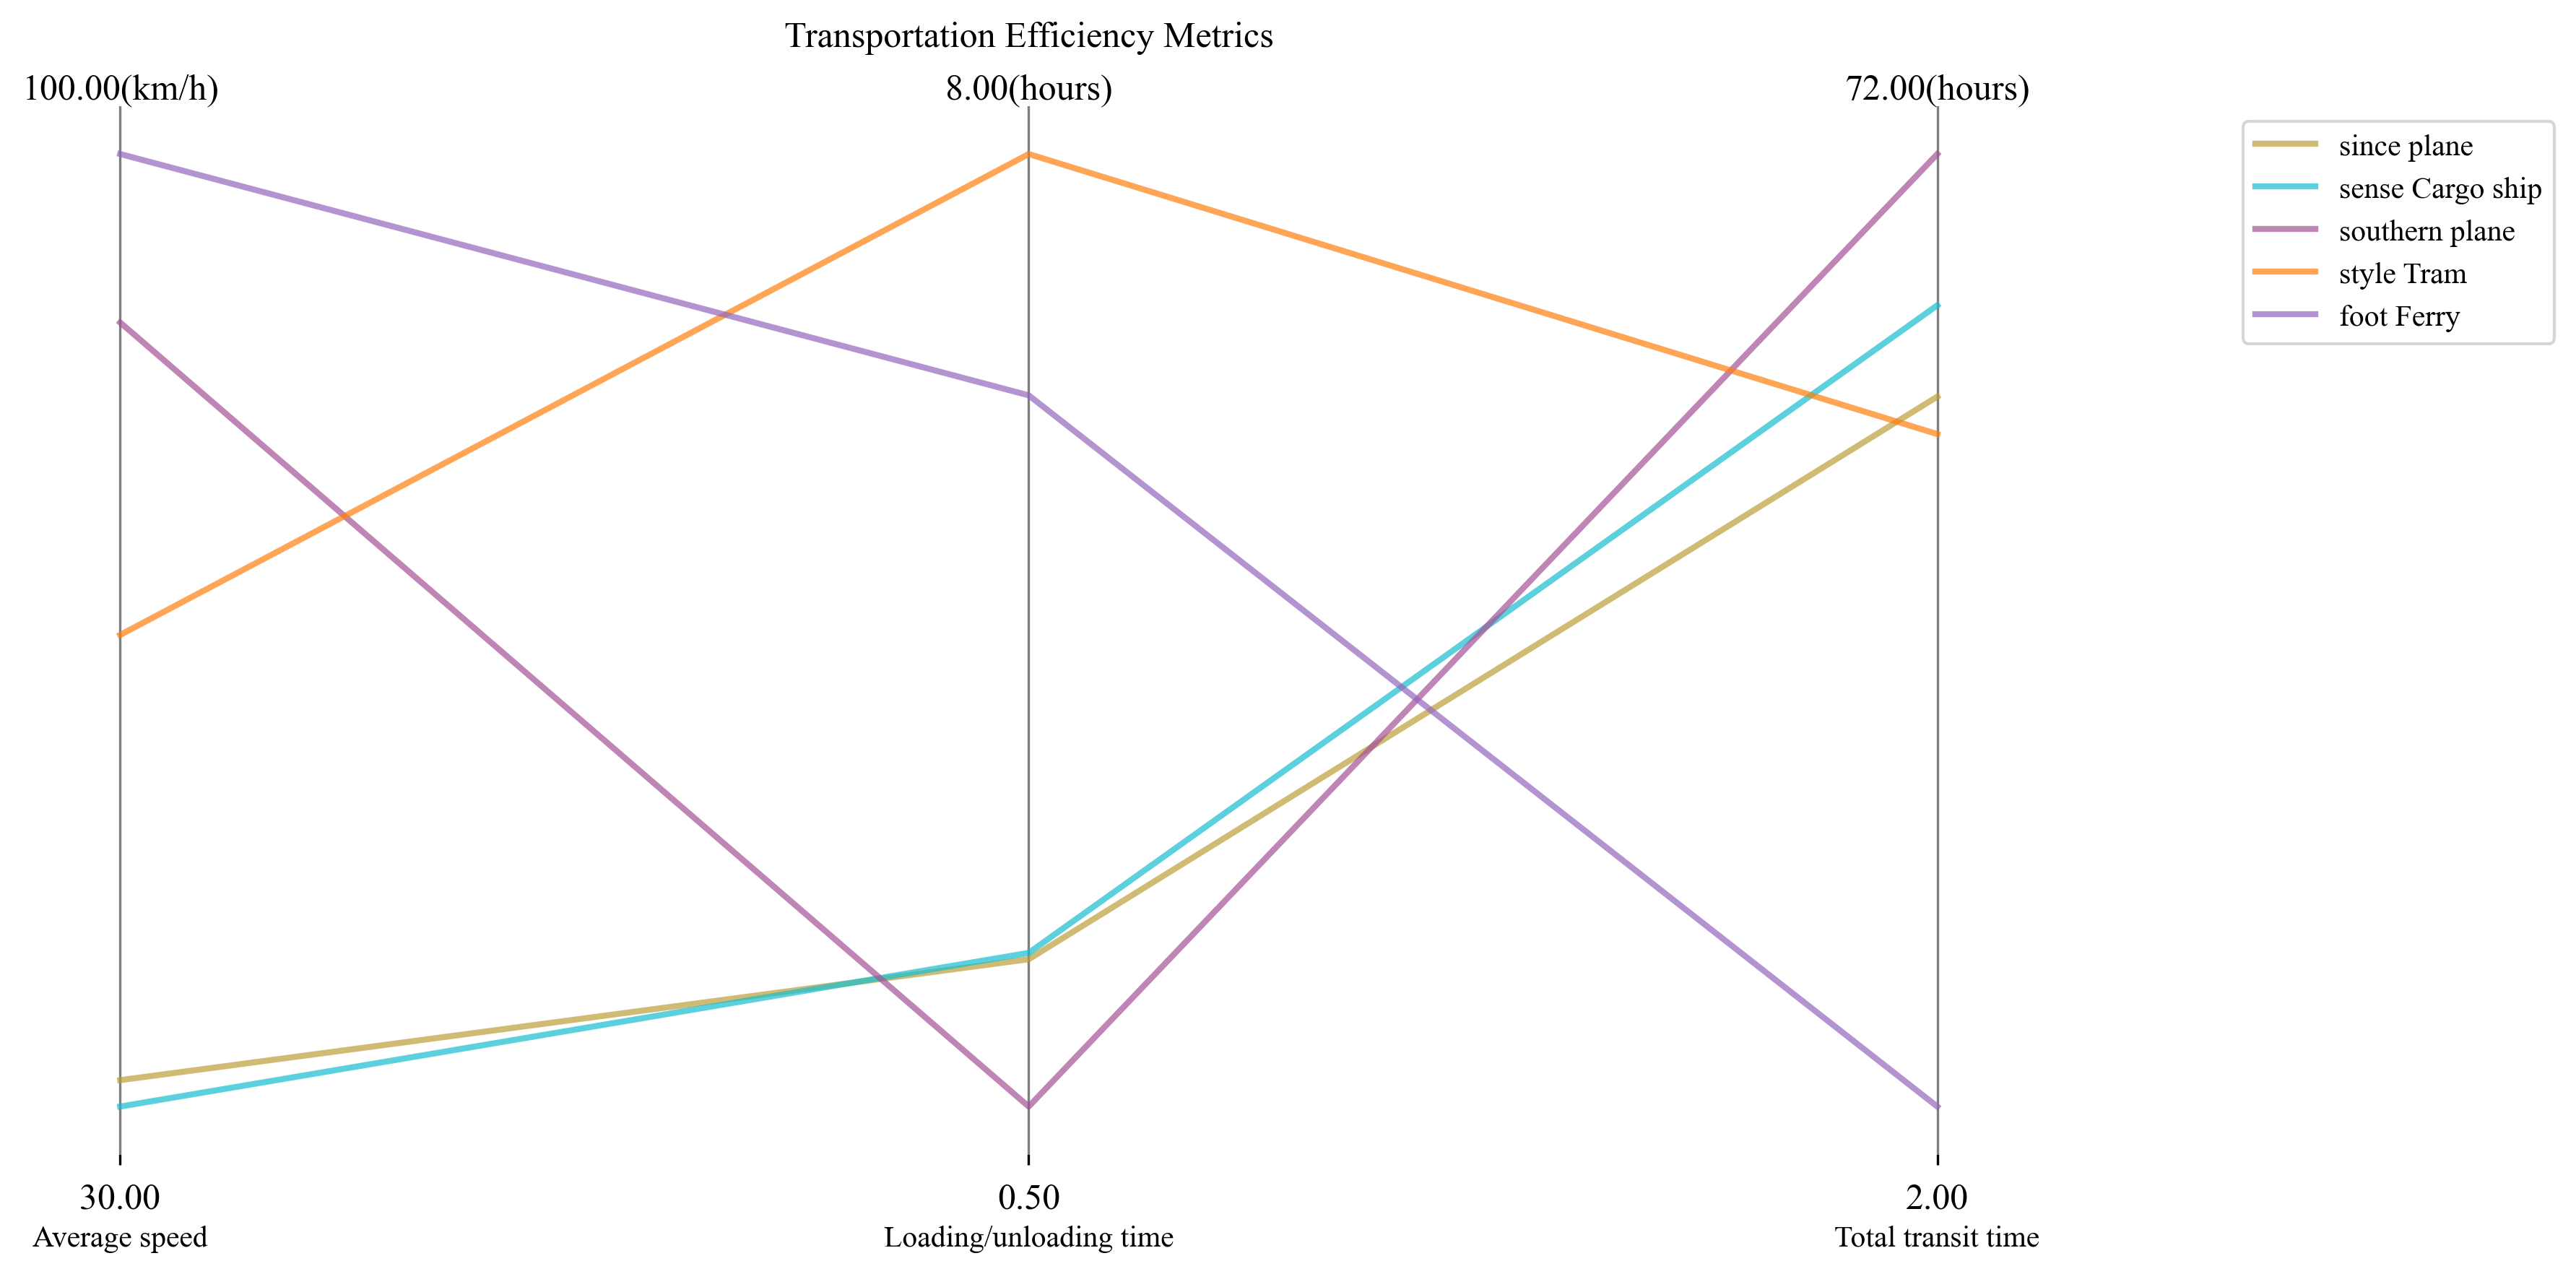 Transportation Efficiency Metrics
100.00(km/h)
8.00(hours)
72.00(hours)
since plane
sense Cargo ship
southern plane
style Tram
foot Ferry
30.00
0.50
2.00
Average speed
Loading/unloading time
Total transit time